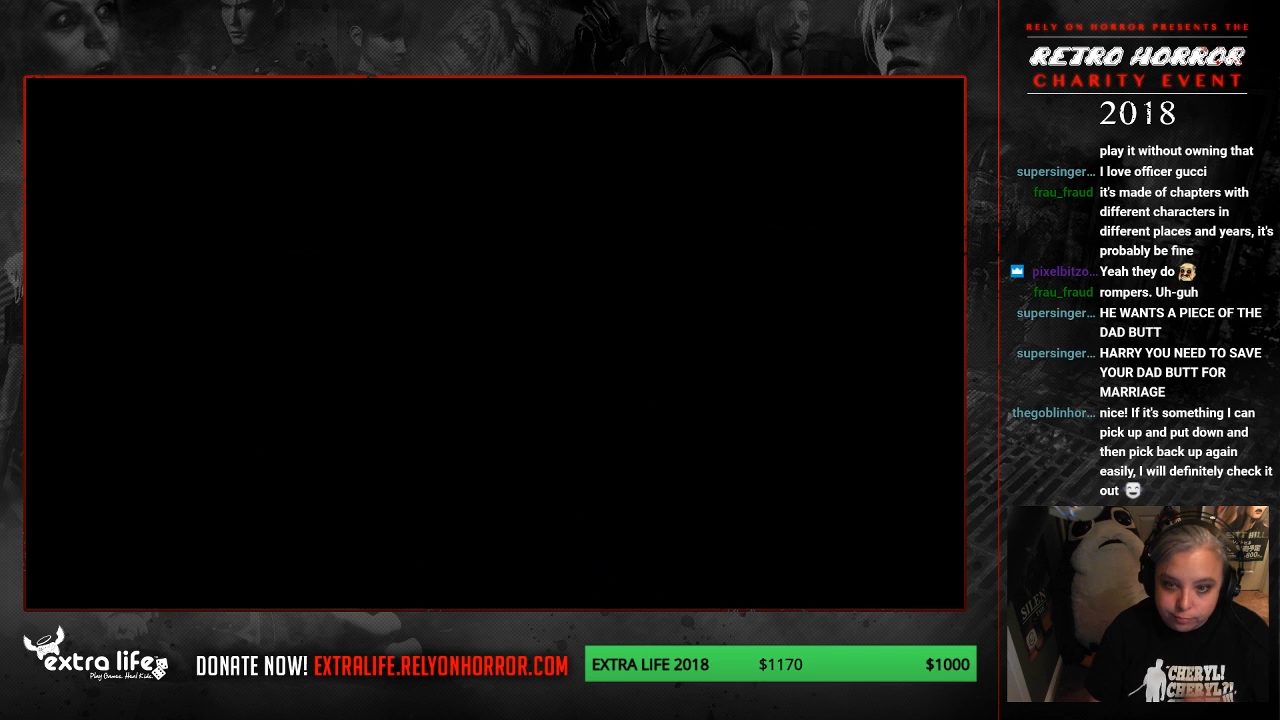 RELY ON HORROR PRESENTS THE
RETRO HORROR
CHARITY EVENT
2018
play it without owning that
supersinger… I love officer gucci
frau_fraud it's made of chapters with
different characters in
different places and years, it's
probably be fine
pixelbitzo… Yeah they do
frau_fraud rompers. Uh-guh
supersinger… HE WANTS A PIECE OF THE
DAD BUTT
supersinger… HARRY YOU NEED TO SAVE
YOUR DAD BUTT FOR
MARRIAGE
thegoblinhor… nice! If it's something I can
pick up and put down and
then pick back up again
easily, I will definitely check it
out
CHERYL!
CHERYL?!
extra life
Play Games. Heal Kids.
DONATE NOW! EXTRALIFE.RELYONHORROR.COM
EXTRA LIFE 2018 $1170 $1000